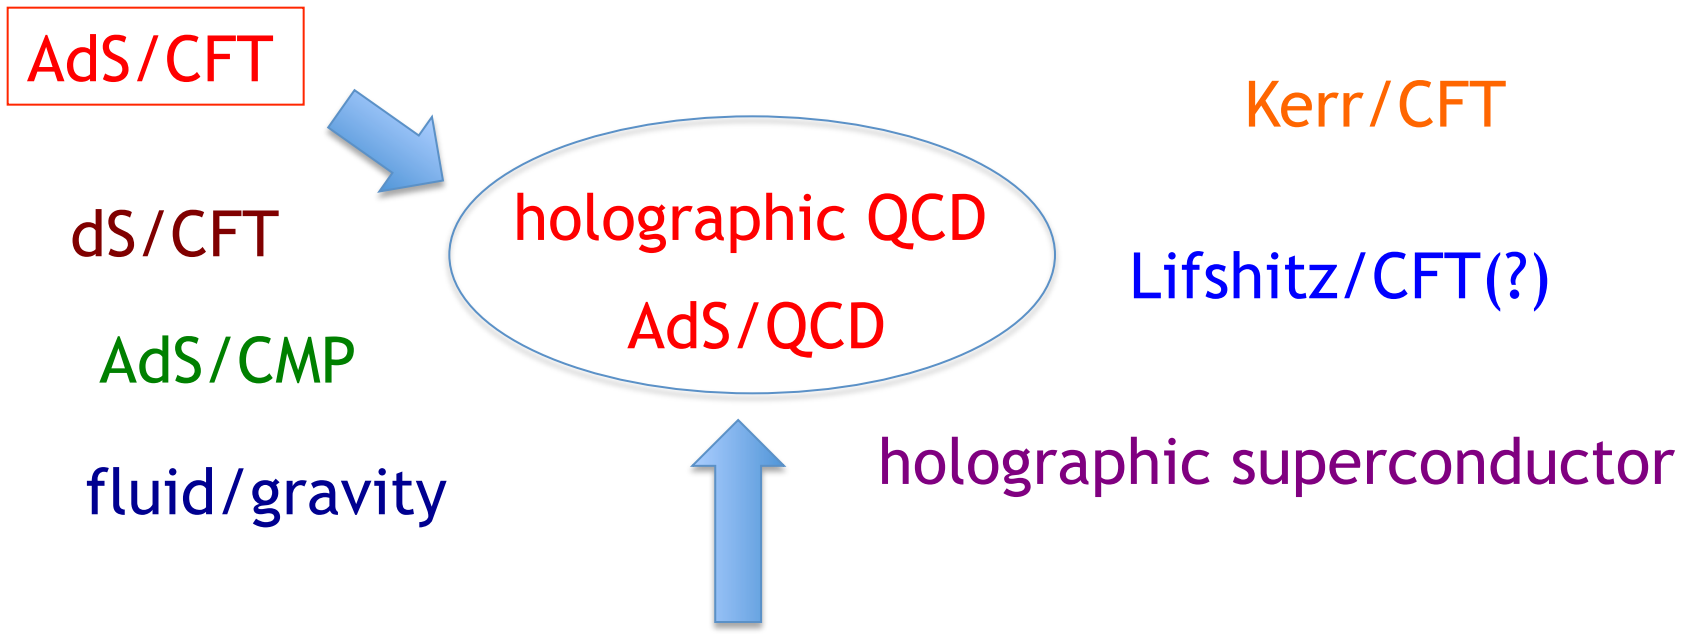 AdS/CFT
Kerr/CFT
dS/CFT
holographic QCD
Lifshitz/CFT(?)
AdS/QCD
AdS/CMP
fluid/gravity
holographic superconductor